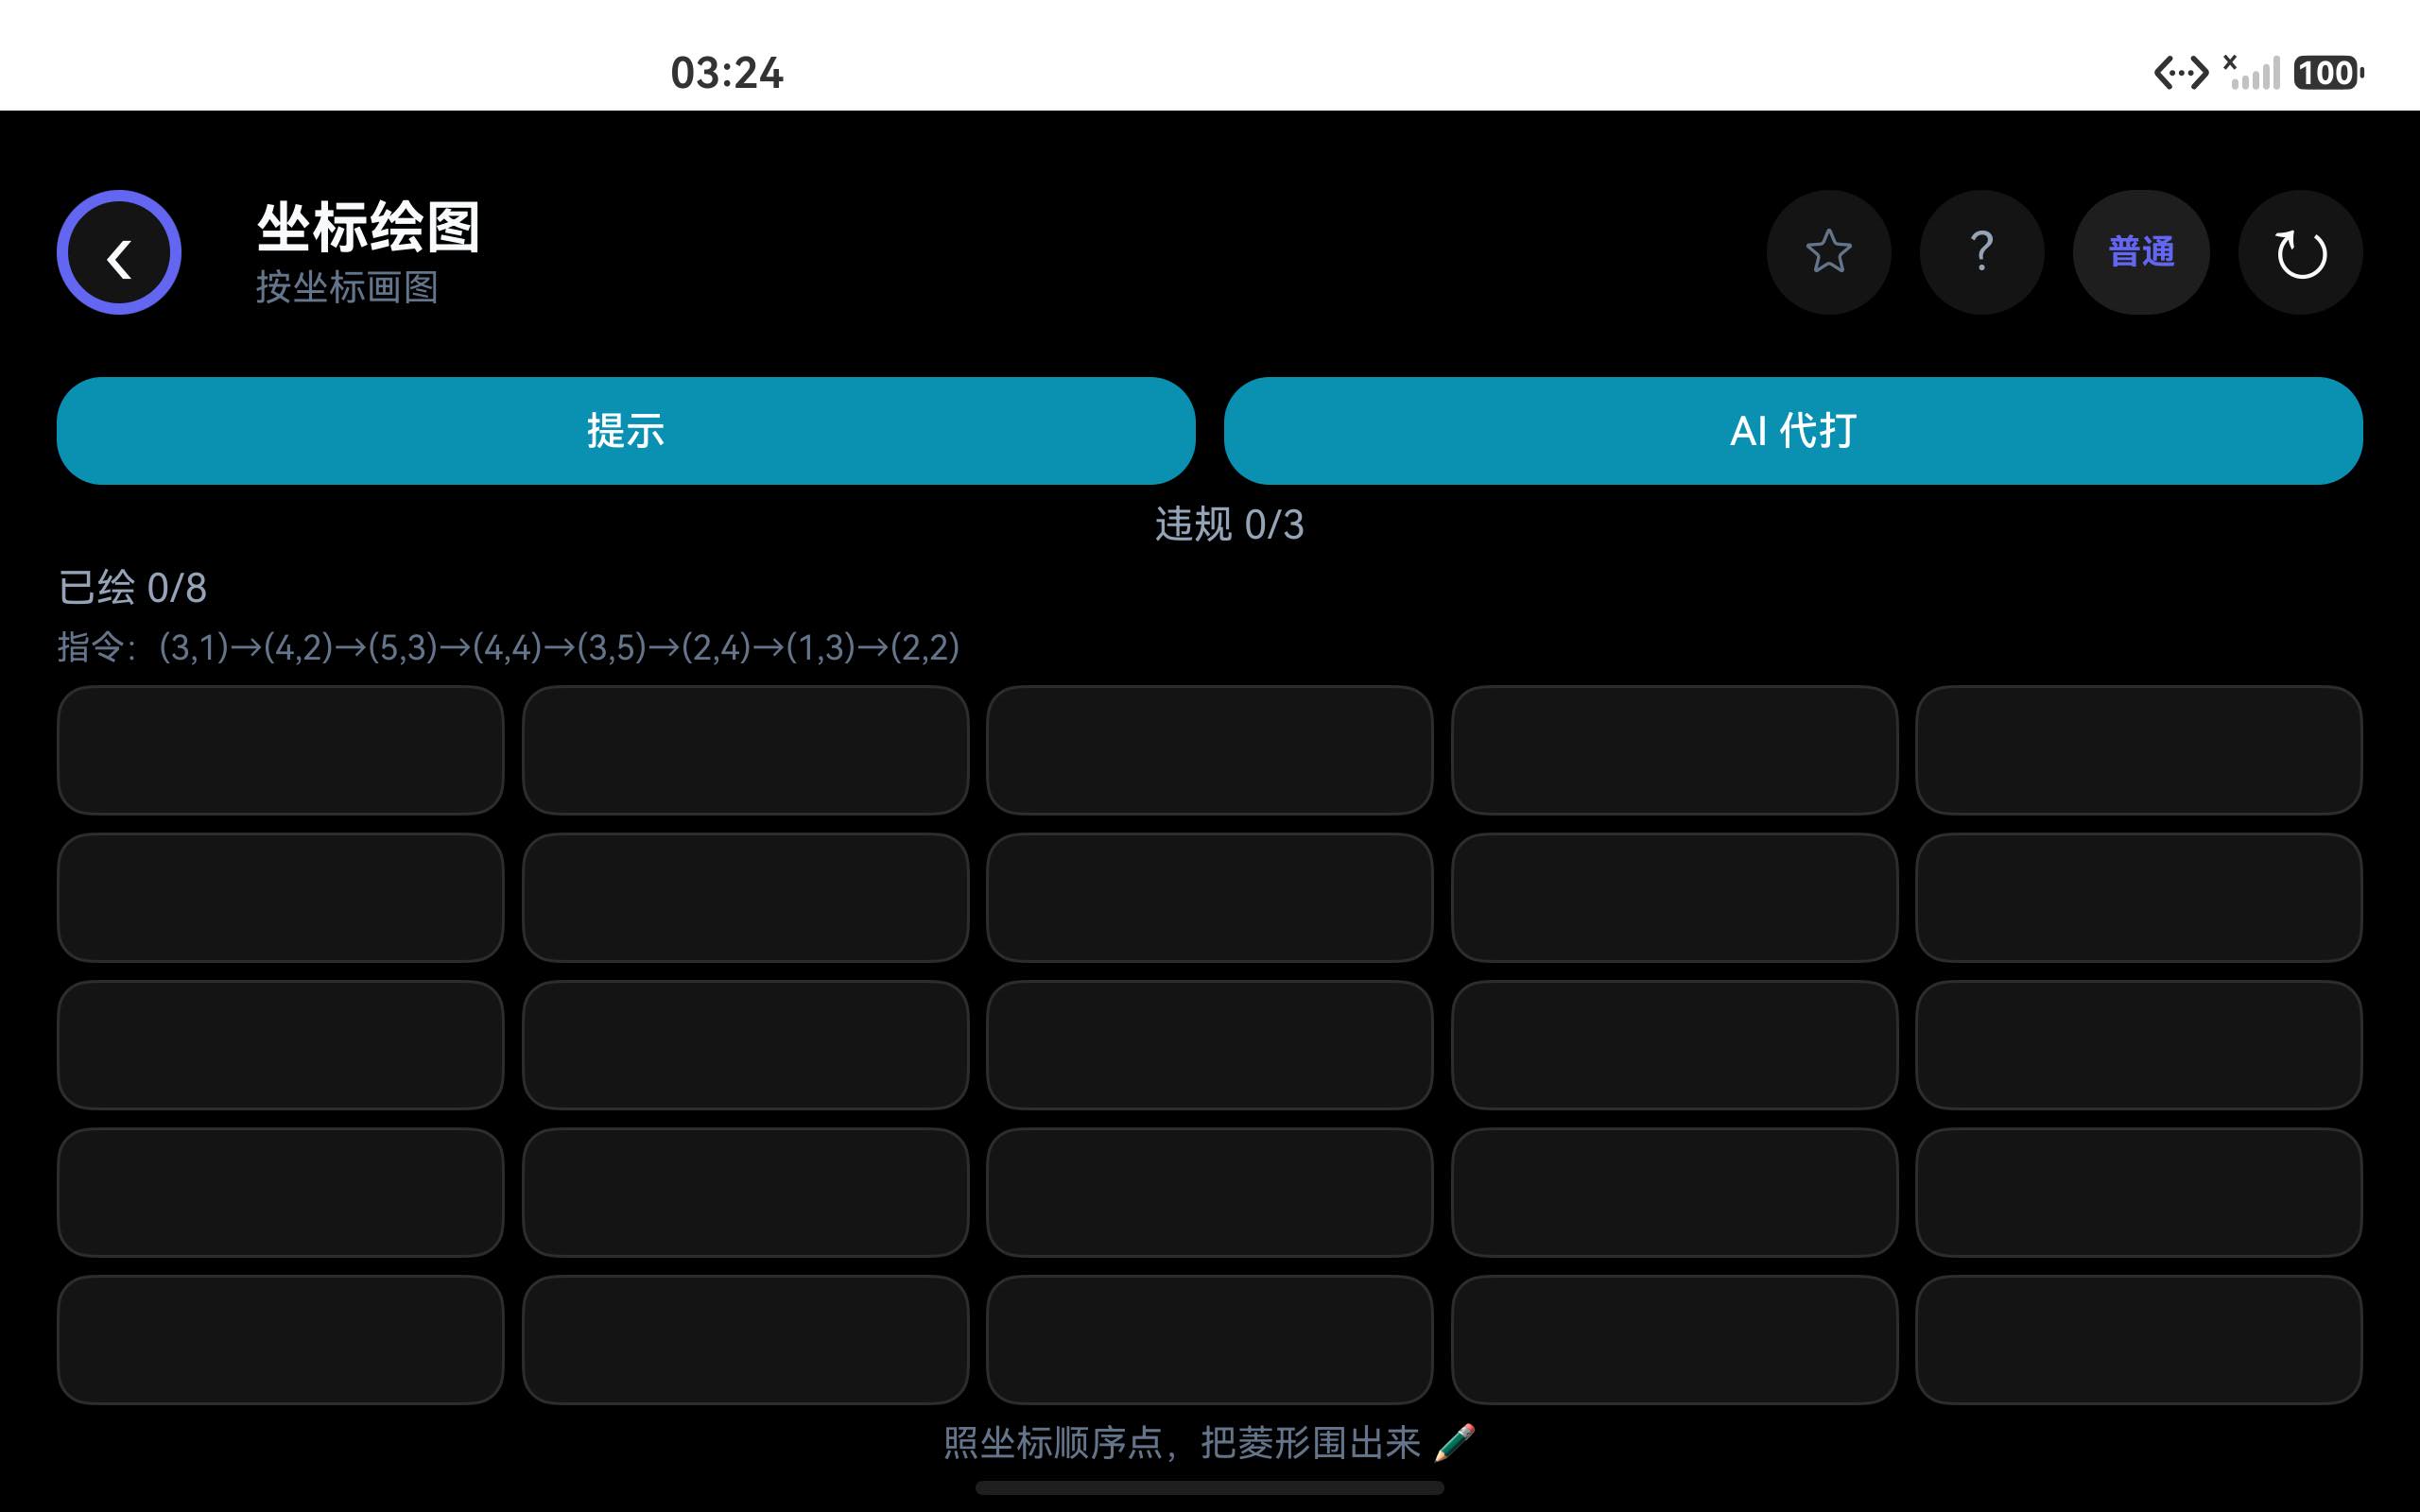 03:24
100
坐标绘图
按坐标画图
?
普通
提示
AI 代打
违规 0/3
已绘 0/8
指令：(3,1)→(4,2)→(5,3)→(4,4)→(3,5)→(2,4)→(1,3)→(2,2)
照坐标顺序点，把菱形围出来